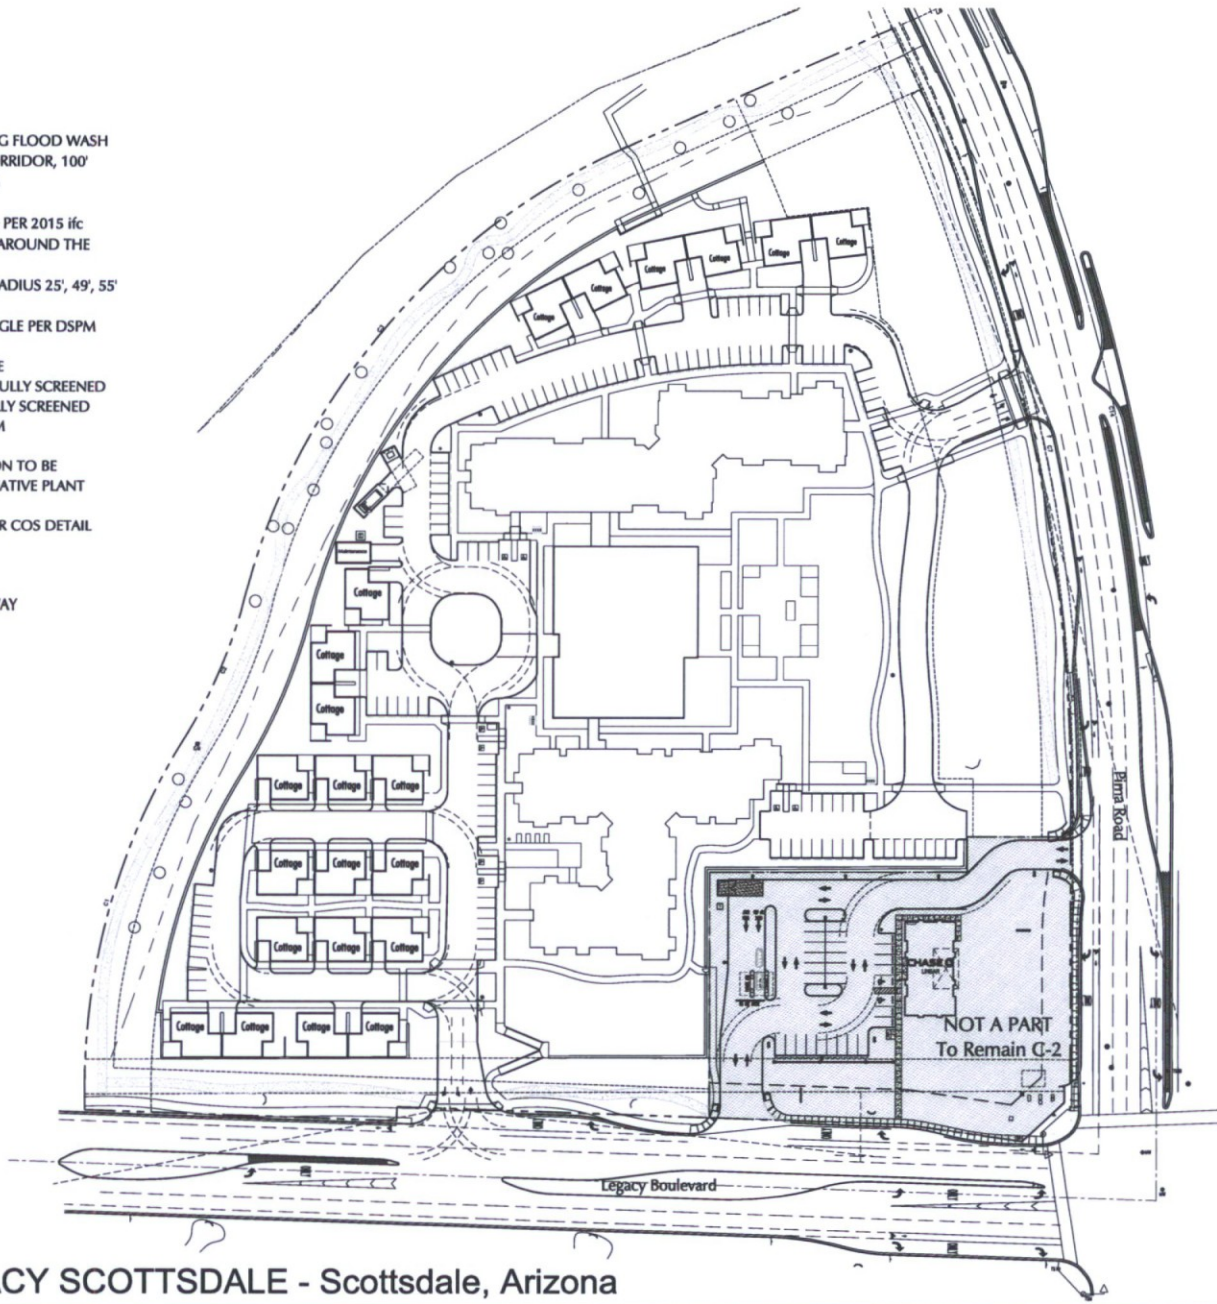 G FLOOD WASH
RRIDOR, 100'
PER 2015 ifc
AROUND THE
ADIUS 25', 49', 55'
GLE PER DSPM
E
ULLY SCREENED
LY SCREENED
M
ON TO BE
ATIVE PLANT
R COS DETAIL
AY
Cottage
Cottage
Cottage
Cottage
Cottage
Cottage
Cottage
Cottage
Cottage
Cottage Cottage Cottage
Cottage Cottage Cottage
Cottage Cottage Cottage
Cottage Cottage Cottage Cottage
Pima Road
CHASE
NOT A PART
To Remain C-2
Legacy Boulevard
ACY SCOTTSDALE - Scottsdale, Arizona